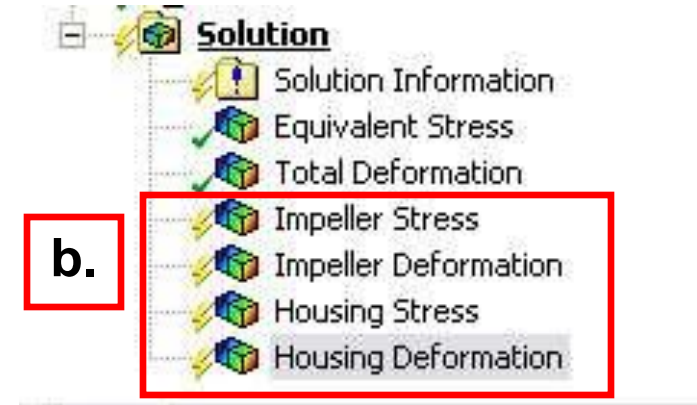 Solution
Solution Information
Equivalent Stress
Total Deformation
Impeller Stress
b.
Impeller Deformation
Housing Stress
Housing Deformation